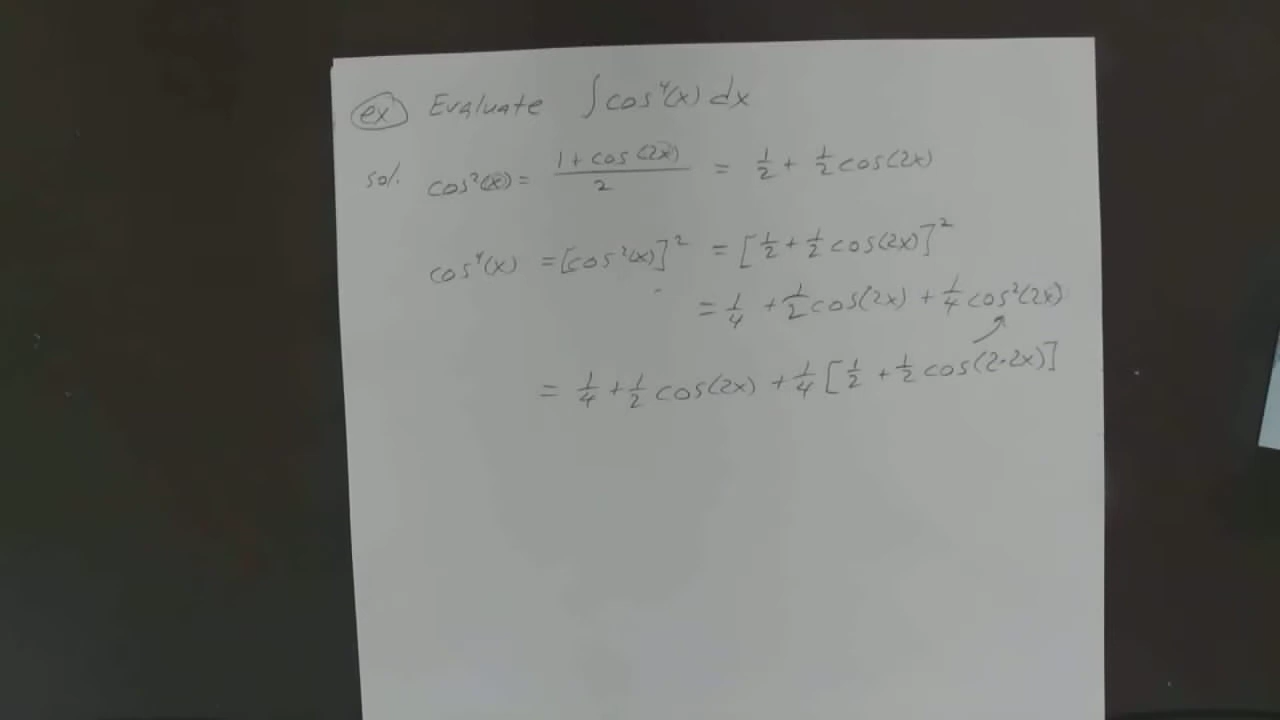 ex Evaluate ∫cos⁴(x) dx
sol. cos²(x) = (1 + cos(2x))/2 = 1/2 + 1/2 cos(2x)
cos⁴(x) = [cos²(x)]² = [1/2 + 1/2 cos(2x)]²
= 1/4 + 1/2 cos(2x) + 1/4 cos²(2x)
= 1/4 + 1/2 cos(2x) + 1/4 [1/2 + 1/2 cos(2·2x)]